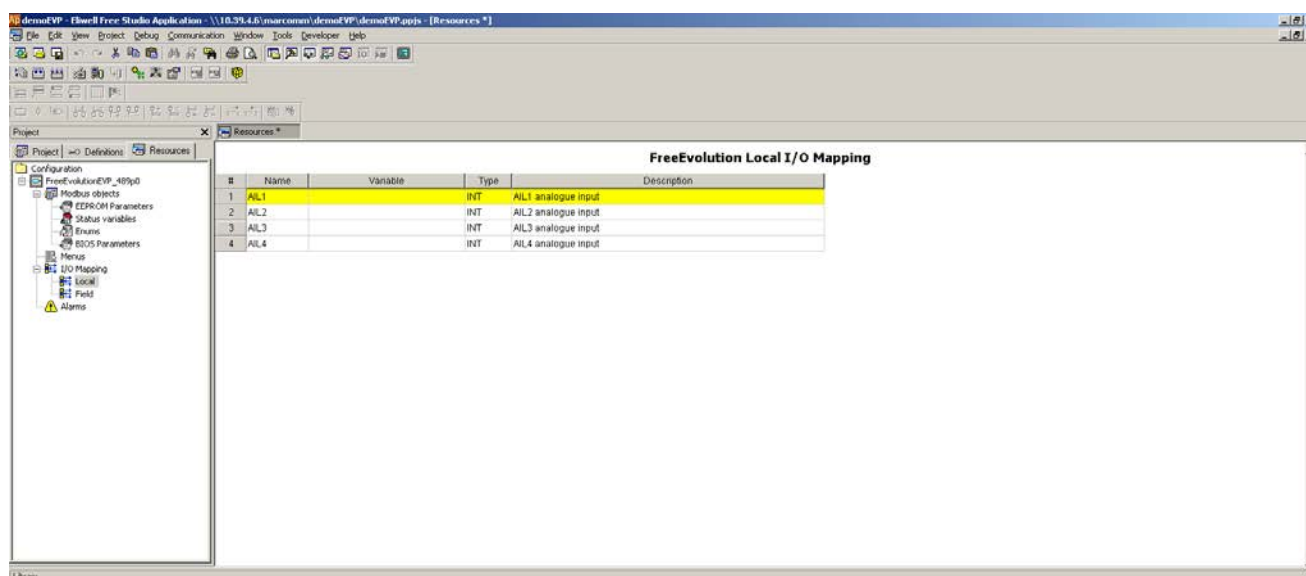 demoEVP - Eliwell Free Studio Application - \\10.39.4.6\marcomm\demoEVP\demoEVP.ppjs - [Resources *]
File Edit View Project Debug Communication Window Tools Developer Help
Project
Resources *
Project Definitions Resources
Configuration
FreeEvolutionEVP_489p0
Modbus objects
EEPROM Parameters
Status variables
Enums
BIOS Parameters
Menus
I/O Mapping
Local
Field
Alarms
FreeEvolution Local I/O Mapping
# Name Variable Type Description
1 AIL1 INT AIL1 analogue input
2 AIL2 INT AIL2 analogue input
3 AIL3 INT AIL3 analogue input
4 AIL4 INT AIL4 analogue input